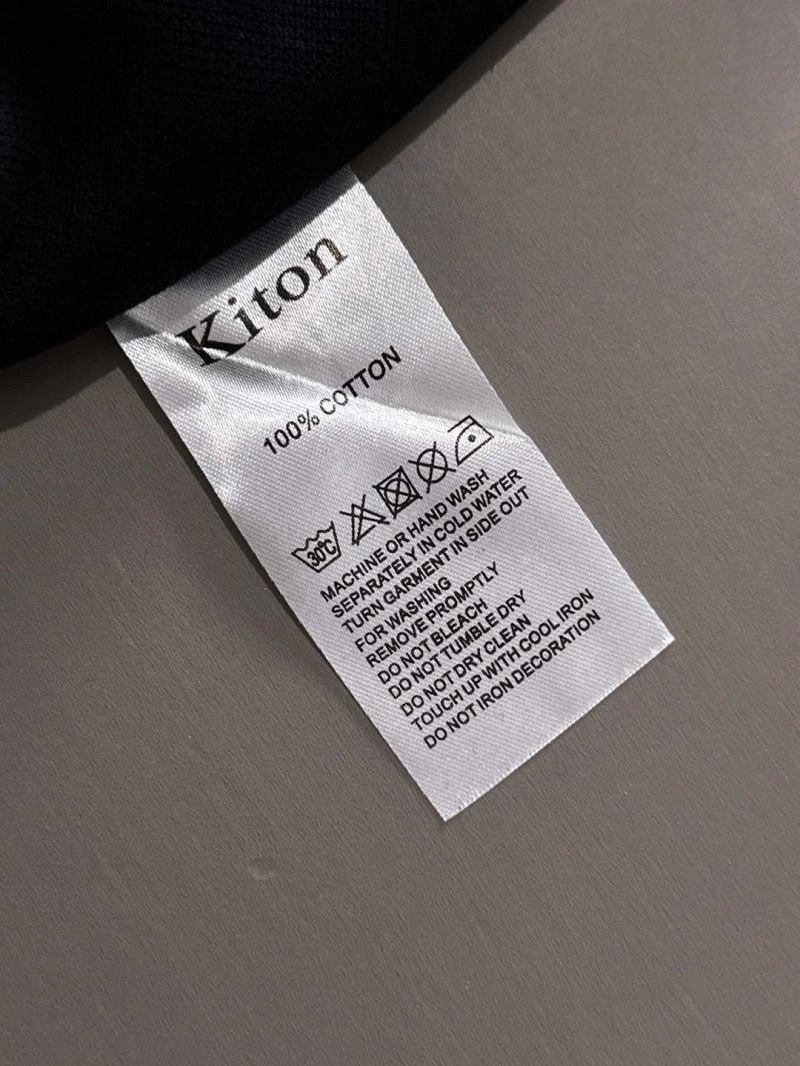 Kiton
100% COTTON
30°C
MACHINE OR HAND WASH
SEPARATELY IN COLD WATER
TURN GARMENT IN SIDE OUT
FOR WASHING
REMOVE PROMPTLY
DO NOT BLEACH
DO NOT TUMBLE DRY
DO NOT DRY CLEAN
TOUCH UP WITH COOL IRON
DO NOT IRON DECORATION